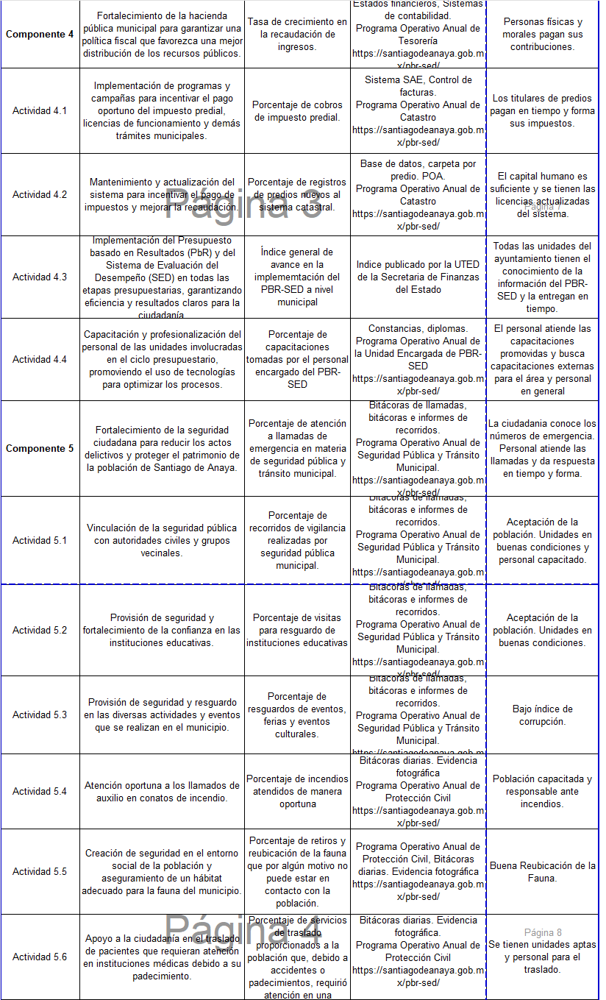 Componente 4
Fortalecimiento de la hacienda
pública municipal para garantizar una
política fiscal que favorezca una mejor
distribución de los recursos públicos.
Tasa de crecimiento en
la recaudación de
ingresos.
Estados financieros, Sistemas
de contabilidad.
Programa Operativo Anual de
Tesorería
https://santiagodeanaya.gob.m
x/pbr-sed/
Personas físicas y
morales pagan sus
contribuciones.
Actividad 4.1
Implementación de programas y
campañas para incentivar el pago
oportuno del impuesto predial,
licencias de funcionamiento y demás
trámites municipales.
Porcentaje de cobros
de impuesto predial.
Sistema SAE, Control de
facturas.
Programa Operativo Anual de
Catastro
https://santiagodeanaya.gob.m
x/pbr-sed/
Los titulares de predios
pagan en tiempo y forma
sus impuestos.
Actividad 4.2
Mantenimiento y actualización del
sistema para incentivar el pago de
impuestos y mejorar la recaudación.
Porcentaje de registros
de predios nuevos al
sistema catastral.
Base de datos, carpeta por
predio. POA.
Programa Operativo Anual de
Catastro
https://santiagodeanaya.gob.m
x/pbr-sed/
El capital humano es
suficiente y se tienen las
licencias actualizadas
del sistema.
Página 3
Página 7
Actividad 4.3
Implementación del Presupuesto
basado en Resultados (PbR) y del
Sistema de Evaluación del
Desempeño (SED) en todas las
etapas presupuestarias, garantizando
eficiencia y resultados claros para la
ciudadanía
Índice general de
avance en la
implememtación del
PBR-SED a nivel
municipal
Indice publicado por la UTED
de la Secretaria de Finanzas
del Estado
Todas las unidades del
ayuntamiento tienen el
conocimiento de la
información del PBR-
SED y la entregan en
tiempo.
Actividad 4.4
Capacitación y profesionalización del
personal de las unidades involucradas
en el ciclo presupuestario,
promoviendo el uso de tecnologías
para optimizar los procesos.
Porcentaje de
capacitaciones
tomadas por el personal
encargado del PBR-
SED
Constancias, diplomas.
Programa Operativo Anual de
la Unidad Encargada de PBR-
SED
https://santiagodeanaya.gob.m
x/pbr-sed/
El personal atiende las
capacitaciones
promovidas y busca
capacitaciones externas
para el área y personal
en general
Componente 5
Fortalecimiento de la seguridad
ciudadana para reducir los actos
delictivos y proteger el patrimonio de
la población de Santiago de Anaya.
Porcentaje de atención
a llamadas de
emergencia en materia
de seguridad pública y
tránsito municipal.
Bitácoras de llamadas,
bitácoras e informes de
recorridos.
Programa Operativo Anual de
Seguridad Pública y Tránsito
Municipal.
https://santiagodeanaya.gob.m
x/pbr-sed/
La ciudadania conoce los
números de emergencia.
Personal atiende las
llamadas y da respuesta
en tiempo y forma.
Actividad 5.1
Vinculación de la seguridad pública
con autoridades civiles y grupos
vecinales.
Porcentaje de
recorridos de vigilancia
realizadas por
seguridad pública
municipal.
Bitácoras de llamadas,
bitácoras e informes de
recorridos.
Programa Operativo Anual de
Seguridad Pública y Tránsito
Municipal.
https://santiagodeanaya.gob.m
x/pbr-sed/
Aceptación de la
población. Unidades en
buenas condiciones y
personal capacitado.
Actividad 5.2
Provisión de seguridad y
fortalecimiento de la confianza en las
instituciones educativas.
Porcentaje de visitas
para resguardo de
instituciones educativas
Bitácoras de llamadas,
bitácoras e informes de
recorridos.
Programa Operativo Anual de
Seguridad Pública y Tránsito
Municipal.
https://santiagodeanaya.gob.m
x/pbr-sed/
Aceptación de la
población. Unidades en
buenas condiciones.
Actividad 5.3
Provisión de seguridad y resguardo
en las diversas actividades y eventos
que se realizan en el municipio.
Porcentaje de
resguardos de eventos,
ferias y eventos
culturales.
Bitácoras de llamadas,
bitácoras e informes de
recorridos.
Programa Operativo Anual de
Seguridad Pública y Tránsito
Municipal.
https://santiagodeanaya.gob.m
Bajo índice de
corrupción.
Actividad 5.4
Atención oportuna a los llamados de
auxilio en conatos de incendio.
Porcentaje de incendios
atendidos de manera
oportuna
Bitácoras diarias. Evidencia
fotográfica
Programa Operativo Anual de
Protección Civil
https://santiagodeanaya.gob.m
x/pbr-sed/
Población capacitada y
responsable ante
incendios.
Actividad 5.5
Creación de seguridad en el entorno
social de la población y
aseguramiento de un hábitat
adecuado para la fauna del municipio.
Porcentaje de retiros y
reubicación de la fauna
que por algún motivo no
puede estar en
contacto con la
población.
Programa Operativo Anual de
Protección Civil, Bitácoras
diarias. Evidencia fotográfica
https://santiagodeanaya.gob.m
x/pbr-sed/
Buena Reubicación de la
Fauna.
Actividad 5.6
Apoyo a la ciudadanía en el traslado
de pacientes que requieran atención
en instituciones médicas debido a su
padecimiento.
Porcentaje de servicios
de traslado
proporcionados a la
población que, debido a
accidentes o
padecimientos, requirió
atención en una
Bitácoras diarias. Evidencia
fotográfica.
Programa Operativo Anual de
Protección Civil
https://santiagodeanaya.gob.m
x/pbr-sed/
Se tienen unidades aptas
y personal para el
traslado.
Página 4
Página 8